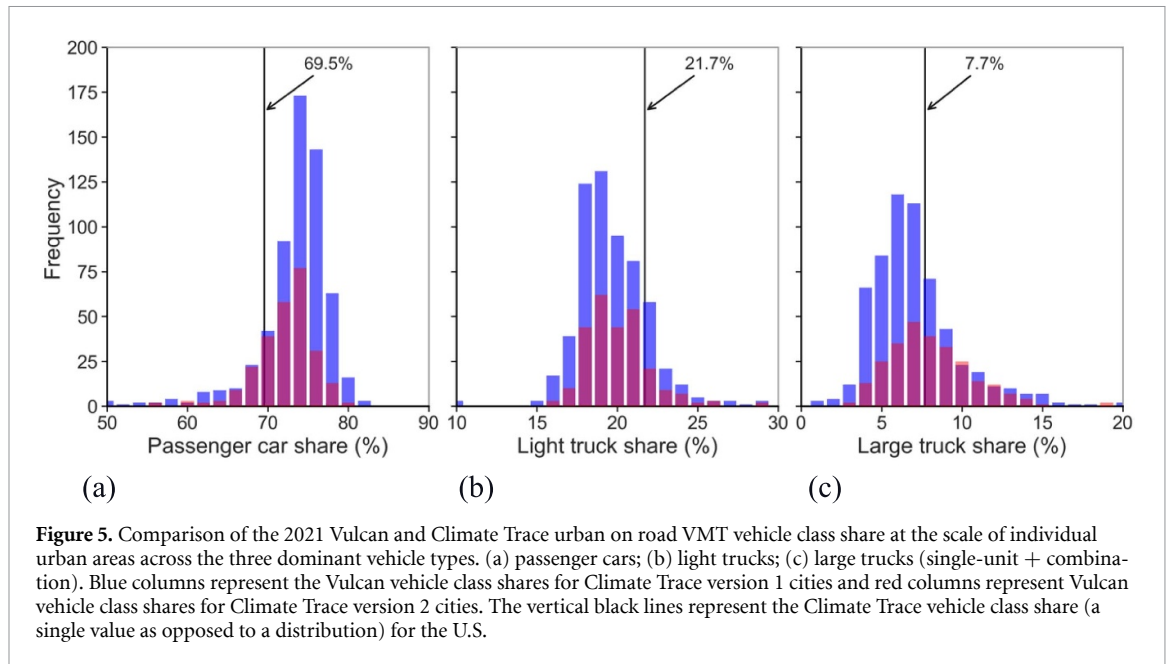 200
175
150
125
100
75
50
25
0
Frequency
69.5%
50 60 70 80 90
Passenger car share (%)
(a)
21.7%
10 15 20 25 30
Light truck share (%)
(b)
7.7%
0 5 10 15 20
Large truck share (%)
(c)
Figure 5. Comparison of the 2021 Vulcan and Climate Trace urban on road VMT vehicle class share at the scale of individual
urban areas across the three dominant vehicle types. (a) passenger cars; (b) light trucks; (c) large trucks (single-unit + combina-
tion). Blue columns represent the Vulcan vehicle class shares for Climate Trace version 1 cities and red columns represent Vulcan
vehicle class shares for Climate Trace version 2 cities. The vertical black lines represent the Climate Trace vehicle class share (a
single value as opposed to a distribution) for the U.S.